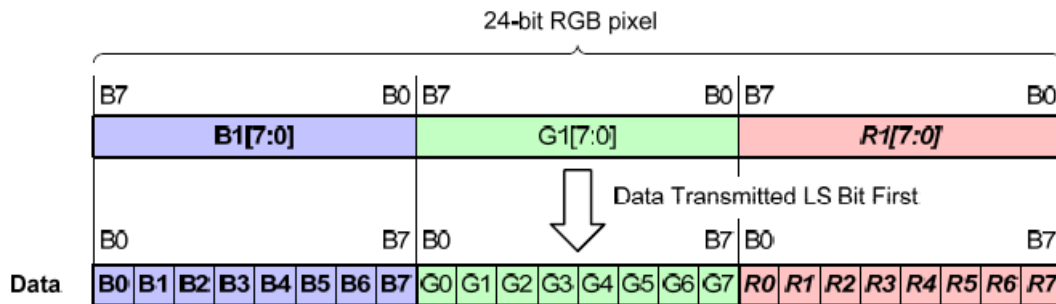 24-bit RGB pixel
B7 B0 B7 B0 B7 B0
B1[7:0] G1[7:0] R1[7:0]
Data Transmitted LS Bit First
B0 B7 B0 B7 B0 B7
Data B0 B1 B2 B3 B4 B5 B6 B7 G0 G1 G2 G3 G4 G5 G6 G7 R0 R1 R2 R3 R4 R5 R6 R7